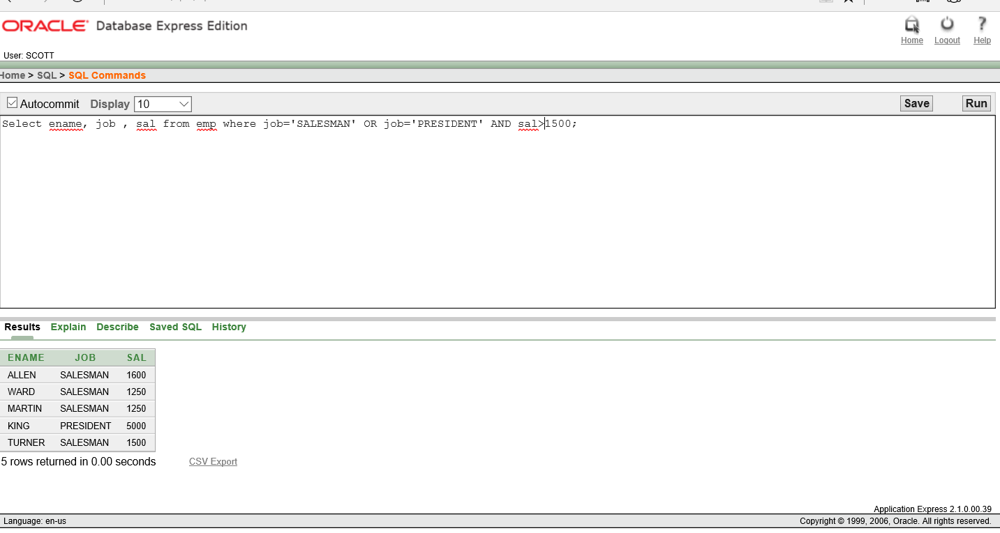 ORACLE® Database Express Edition
Home Logout Help
User: SCOTT
Home > SQL > SQL Commands
Autocommit Display 10 Save Run
Select ename, job , sal from emp where job='SALESMAN' OR job='PRESIDENT' AND sal>1500;
Results Explain Describe Saved SQL History
ENAME JOB SAL
ALLEN SALESMAN 1600
WARD SALESMAN 1250
MARTIN SALESMAN 1250
KING PRESIDENT 5000
TURNER SALESMAN 1500
5 rows returned in 0.00 seconds CSV Export
Application Express 2.1.0.00.39
Language: en-us Copyright © 1999, 2006, Oracle. All rights reserved.